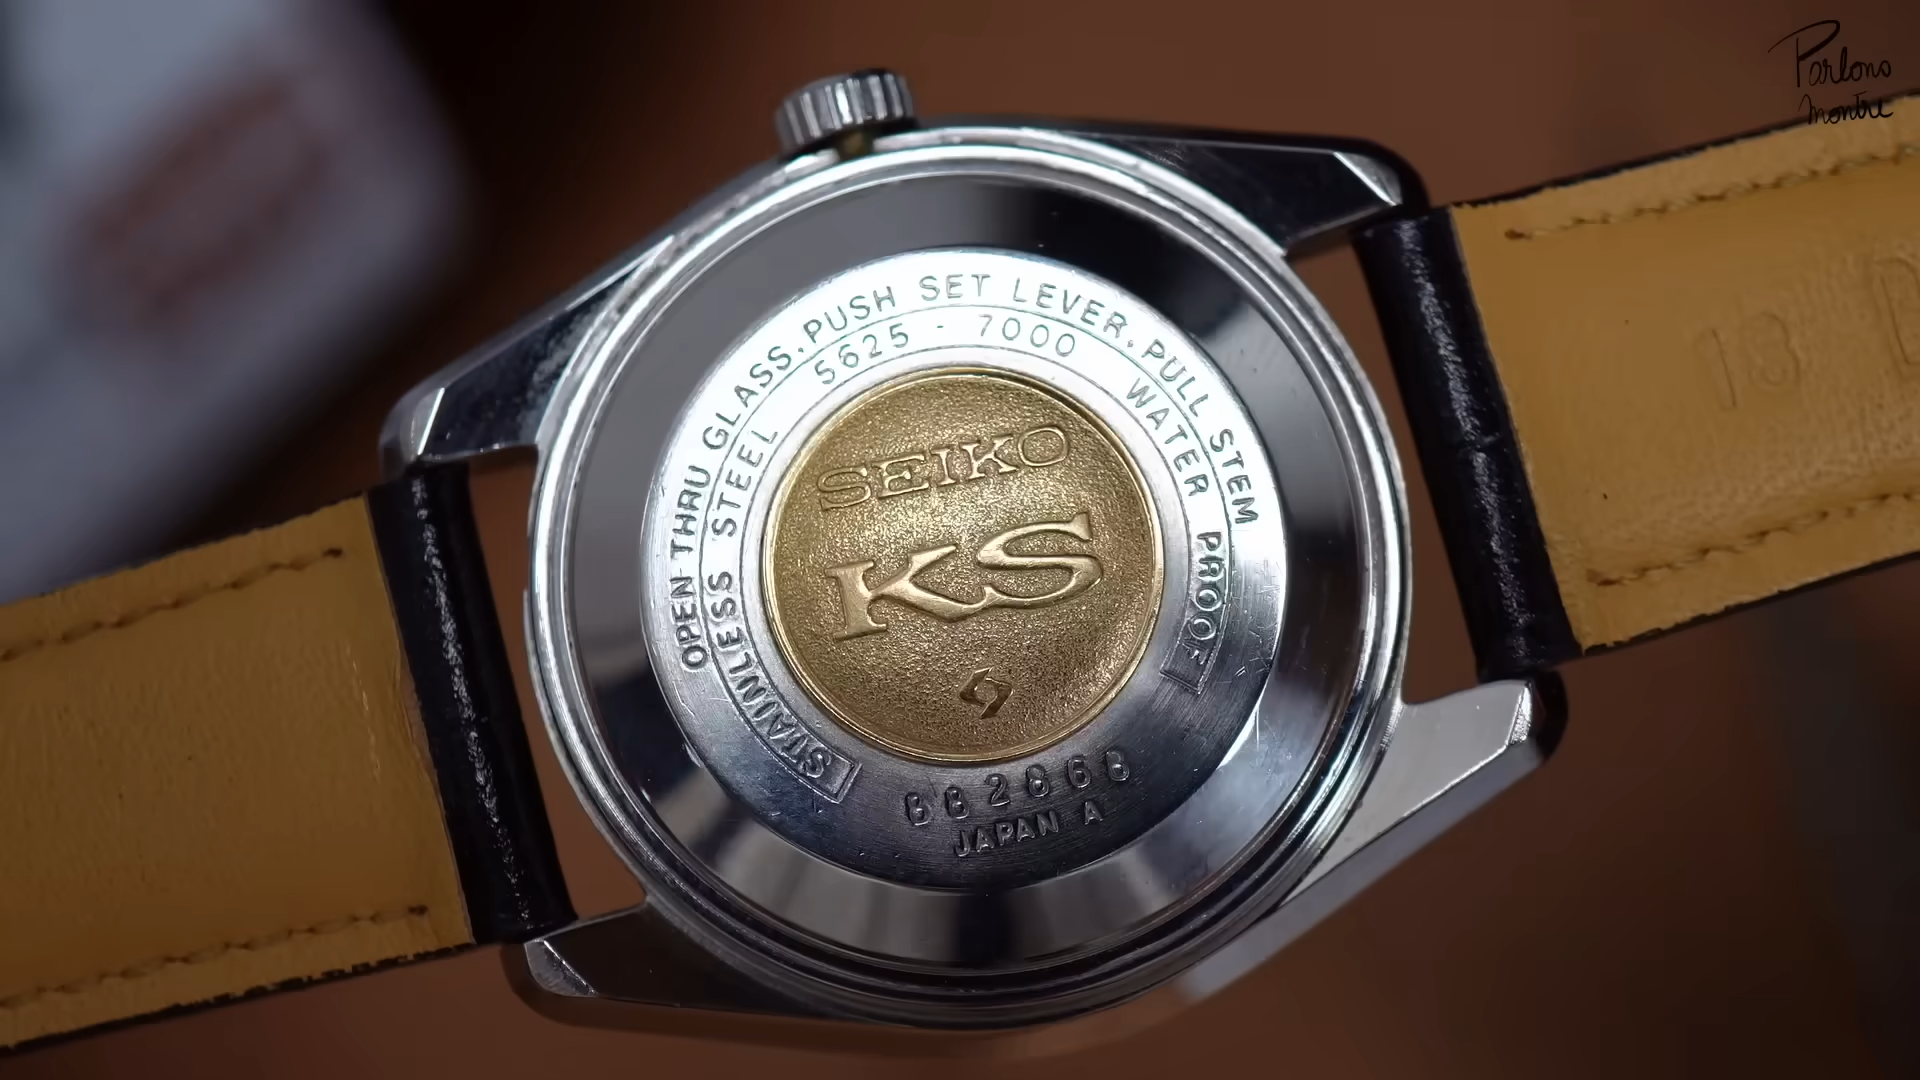 Parlons
montre
OPEN THRU GLASS, PUSH SET LEVER, PULL STEM
5625 - 7000
STAINLESS STEEL
WATER PROOF
SEIKO
KS
882868
JAPAN A
18